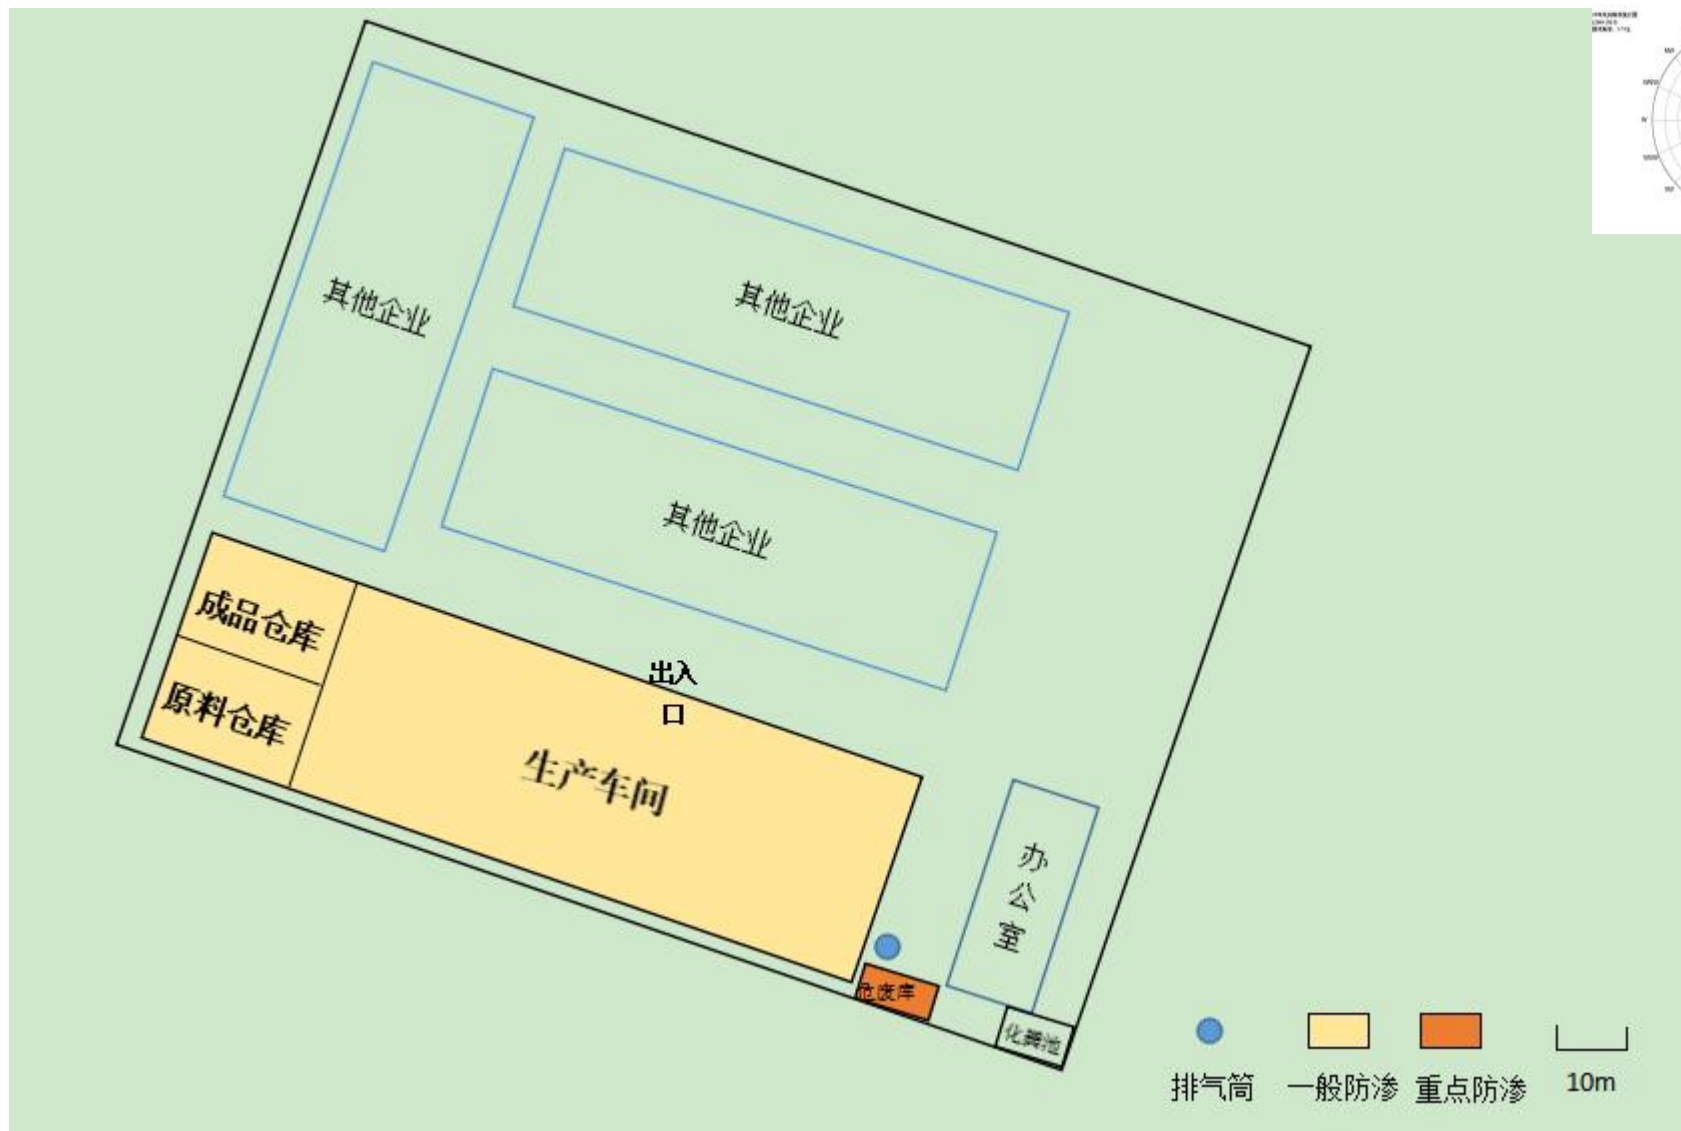 其他企业
其他企业
其他企业
成品仓库
原料仓库
出入
口
生产车间
办
公
室
危废库
化粪池
排气筒
一般防渗
重点防渗
10m